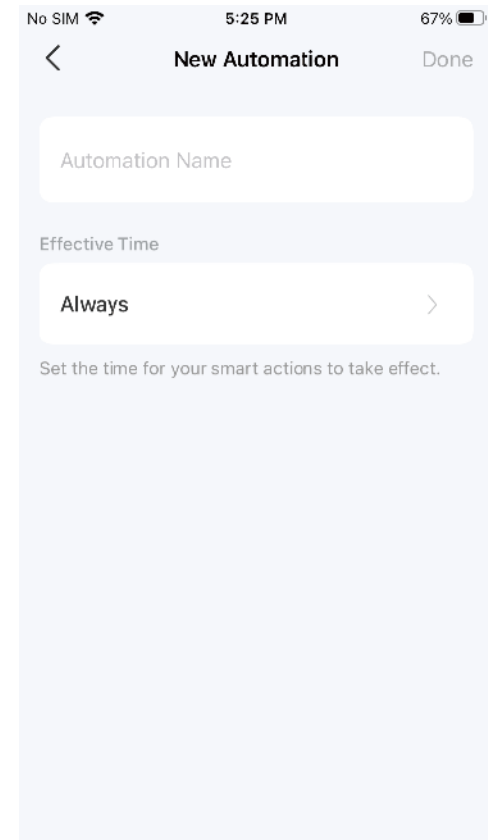 No SIM 5:25 PM 67%
New Automation Done
Automation Name
Effective Time
Always
Set the time for your smart actions to take effect.